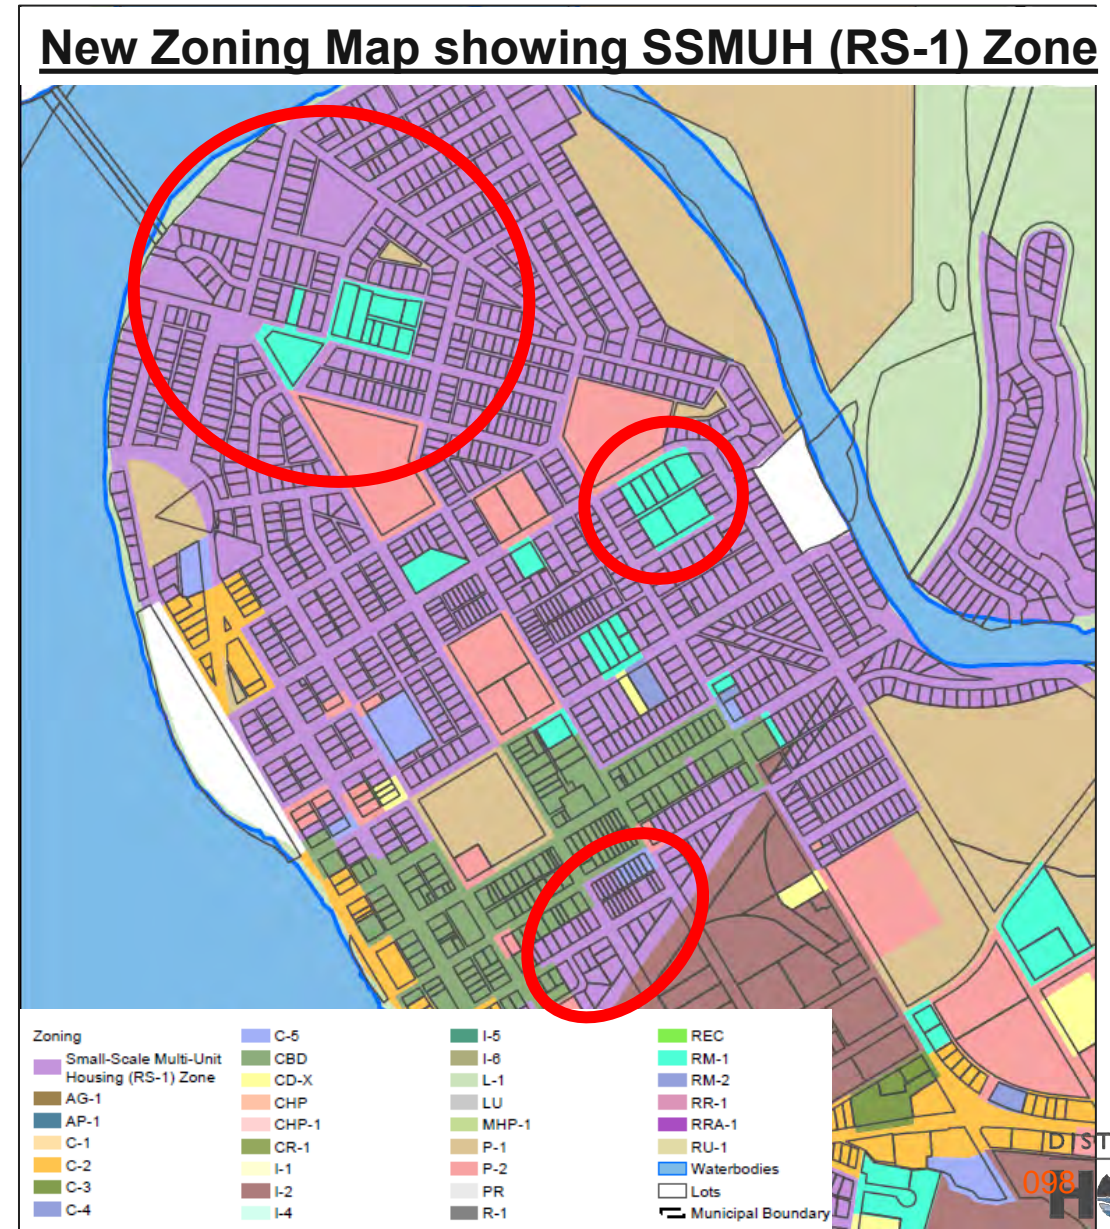 New Zoning Map showing SSMUH (RS-1) Zone
Zoning
Small-Scale Multi-Unit
Housing (RS-1) Zone
AG-1
AP-1
C-1
C-2
C-3
C-4
C-5
CBD
CD-X
CHP
CHP-1
CR-1
I-1
I-2
I-4
I-5
I-6
L-1
LU
MHP-1
P-1
P-2
PR
R-1
REC
RM-1
RM-2
RR-1
RRA-1
RU-1
Waterbodies
Lots
Municipal Boundary
DIST
098
H